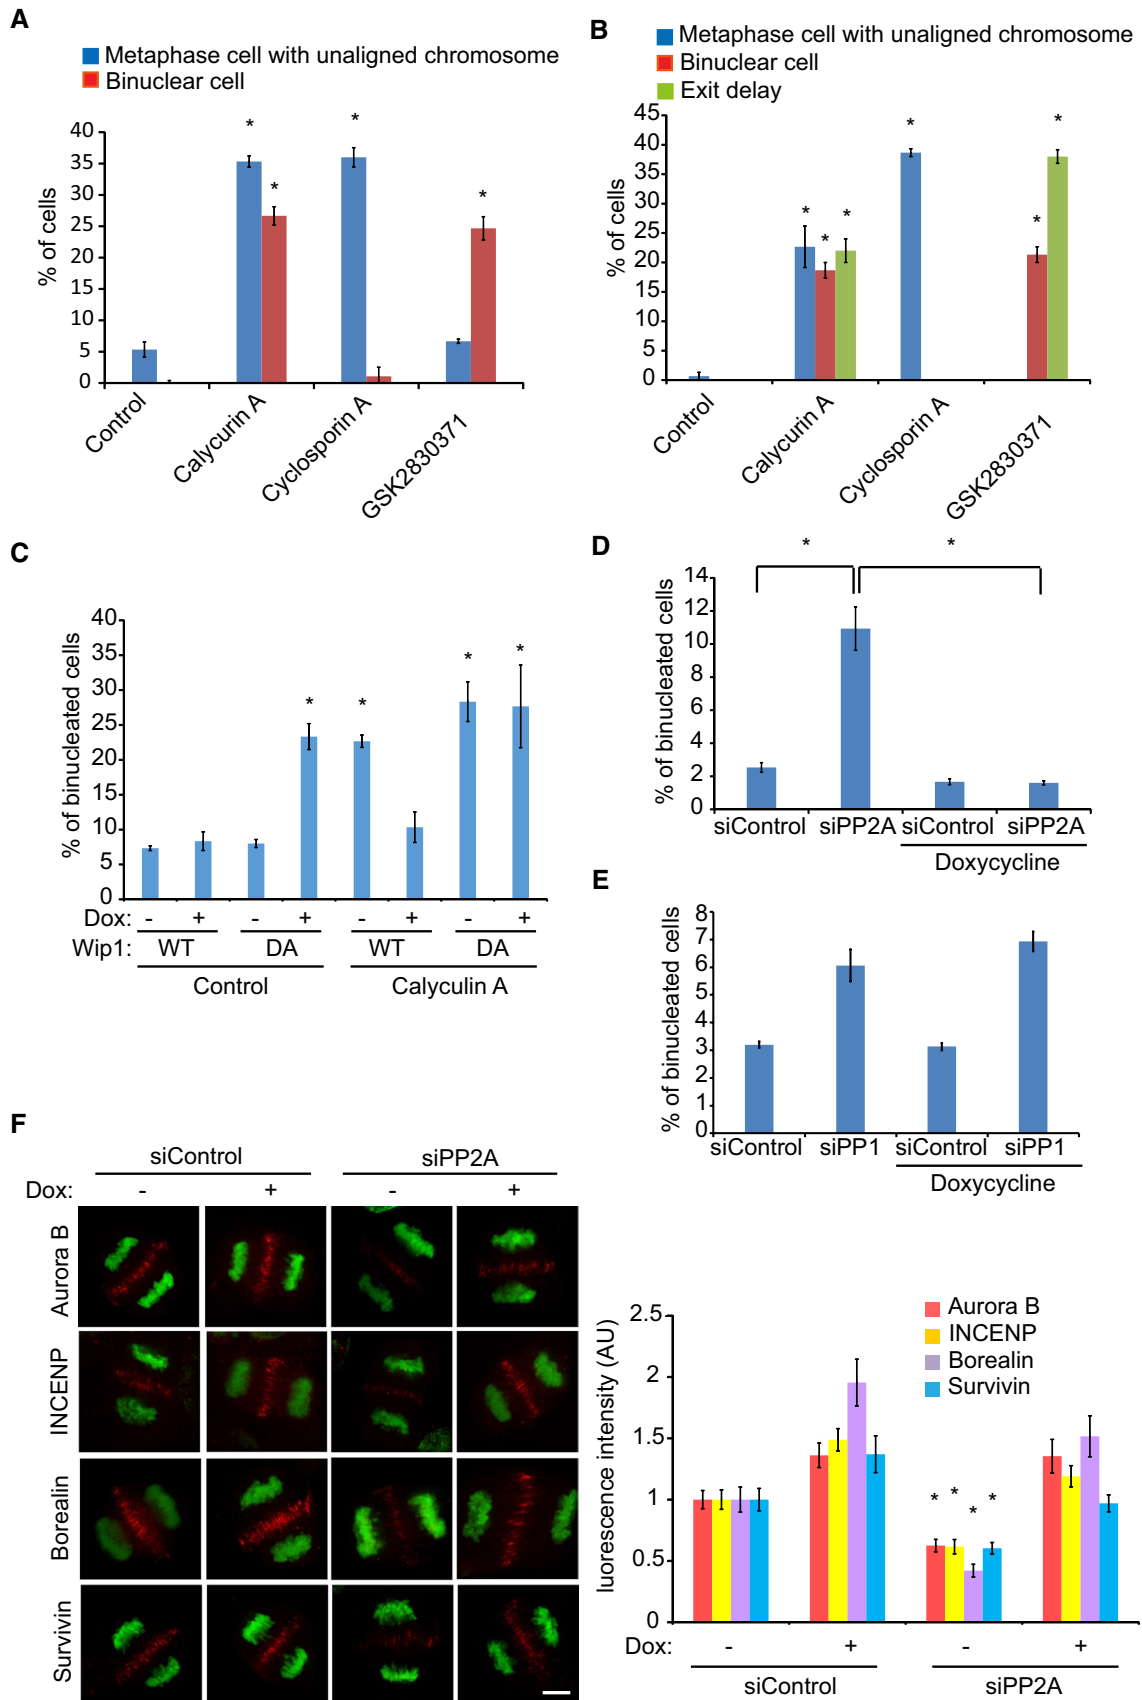 A
Metaphase cell with unaligned chromosome
Binuclear cell
% of cells
40
35
30
25
20
15
10
5
0
* * * *
Control
Calycurin A
Cyclosporin A
GSK2830371
B
Metaphase cell with unaligned chromosome
Binuclear cell
Exit delay
% of cells
45
40
35
30
25
20
15
10
5
0
* * * * * *
Control
Calycurin A
Cyclosporin A
GSK2830371
C
% of binucleated cells
40
35
30
25
20
15
10
5
0
* * * *
Dox: - + - + - + - +
Wip1: WT DA WT DA
Control Calyculin A
D
% of binucleated cells
14
12
10
8
6
4
2
0
* *
siControl siPP2A siControl siPP2A
Doxycycline
E
% of binucleated cells
8
7
6
5
4
3
2
1
0
siControl siPP1 siControl siPP1
Doxycycline
F
siControl siPP2A
Dox: - + - +
Aurora B
INCENP
Borealin
Survivin
luorescence intensity (AU)
Aurora B
INCENP
Borealin
Survivin
2.5
2
1.5
1
0.5
0
* * * *
Dox: - + - +
siControl siPP2A